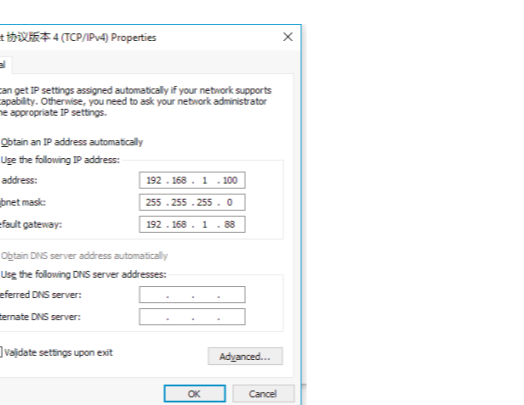 t 协议版本 4 (TCP/IPv4) Properties
al
can get IP settings assigned automatically if your network supports
capability. Otherwise, you need to ask your network administrator
he appropriate IP settings.
Obtain an IP address automatically
Use the following IP address:
address:
192 . 168 . 1 . 100
bnet mask:
255 . 255 . 255 . 0
efault gateway:
192 . 168 . 1 . 88
Obtain DNS server address automatically
Use the following DNS server addresses:
eferred DNS server:
. . .
ternate DNS server:
. . .
Validate settings upon exit
Advanced...
OK Cancel